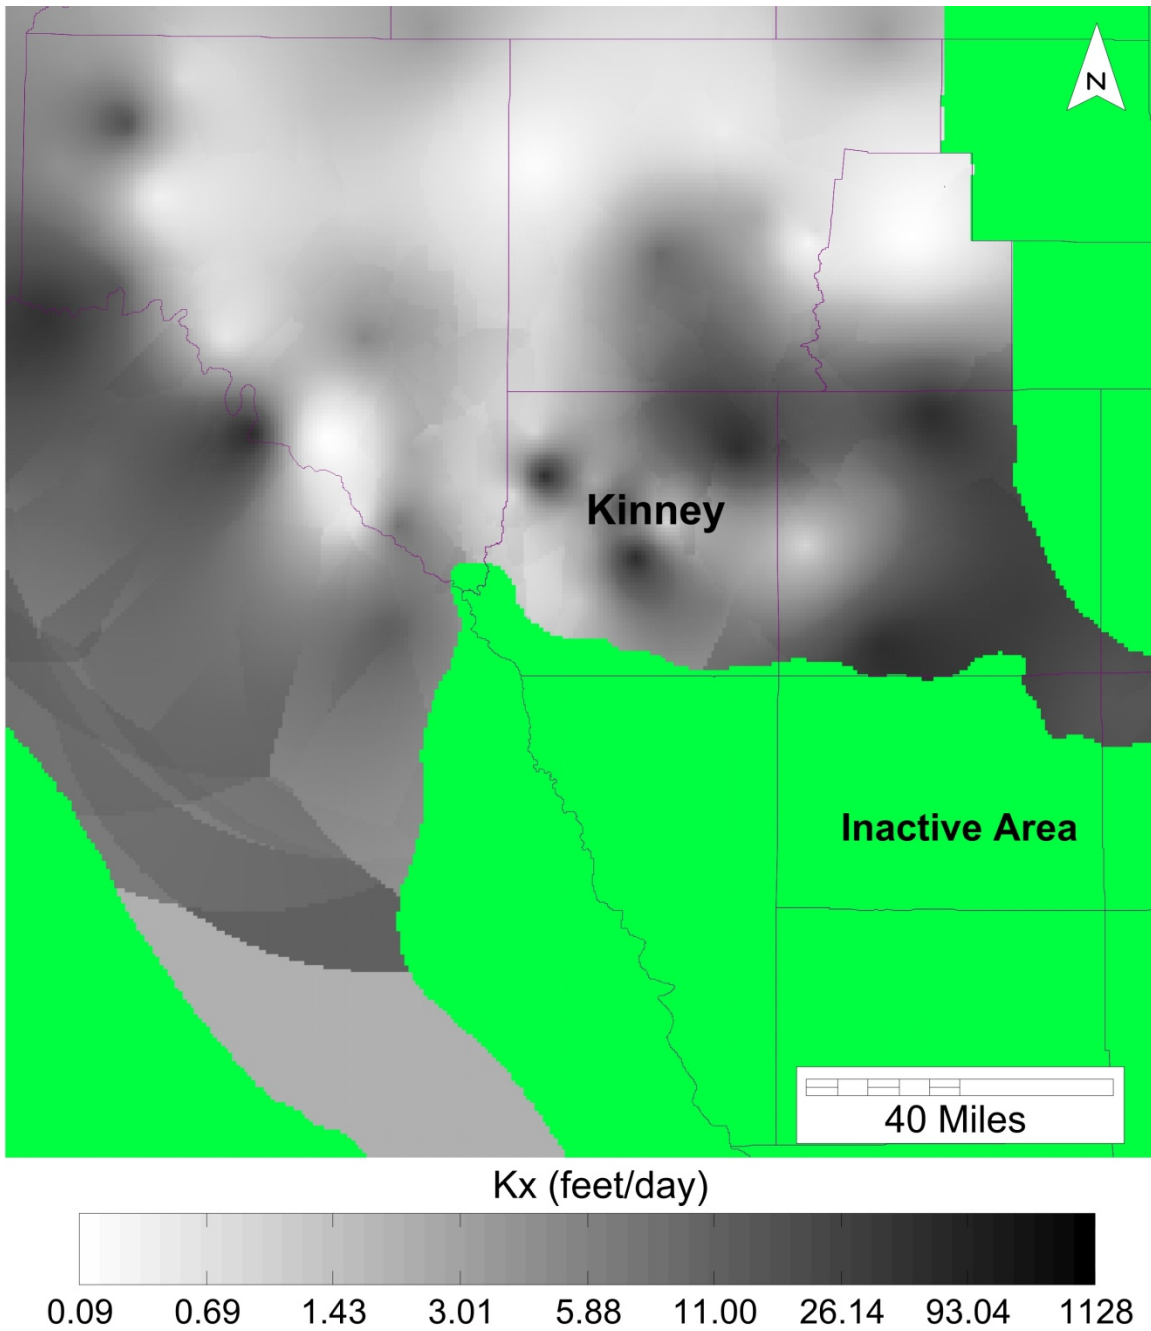 N
Kinney
Inactive Area
40 Miles
Kx (feet/day)
0.09 0.69 1.43 3.01 5.88 11.00 26.14 93.04 1128